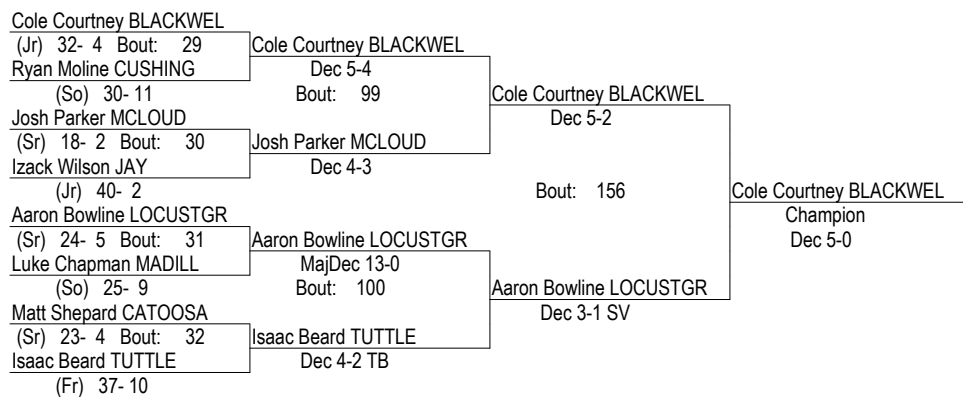 Cole Courtney BLACKWEL
(Jr) 32- 4 Bout: 29
Ryan Moline CUSHING
(So) 30- 11
Josh Parker MCLOUD
(Sr) 18- 2 Bout: 30
Izack Wilson JAY
(Jr) 40- 2
Aaron Bowline LOCUSTGR
(Sr) 24- 5 Bout: 31
Luke Chapman MADILL
(So) 25- 9
Matt Shepard CATOOSA
(Sr) 23- 4 Bout: 32
Isaac Beard TUTTLE
(Fr) 37- 10
Cole Courtney BLACKWEL
Dec 5-4
Bout: 99
Josh Parker MCLOUD
Dec 4-3
Aaron Bowline LOCUSTGR
MajDec 13-0
Bout: 100
Isaac Beard TUTTLE
Dec 4-2 TB
Cole Courtney BLACKWEL
Dec 5-2
Bout: 156
Aaron Bowline LOCUSTGR
Dec 3-1 SV
Cole Courtney BLACKWEL
Champion
Dec 5-0